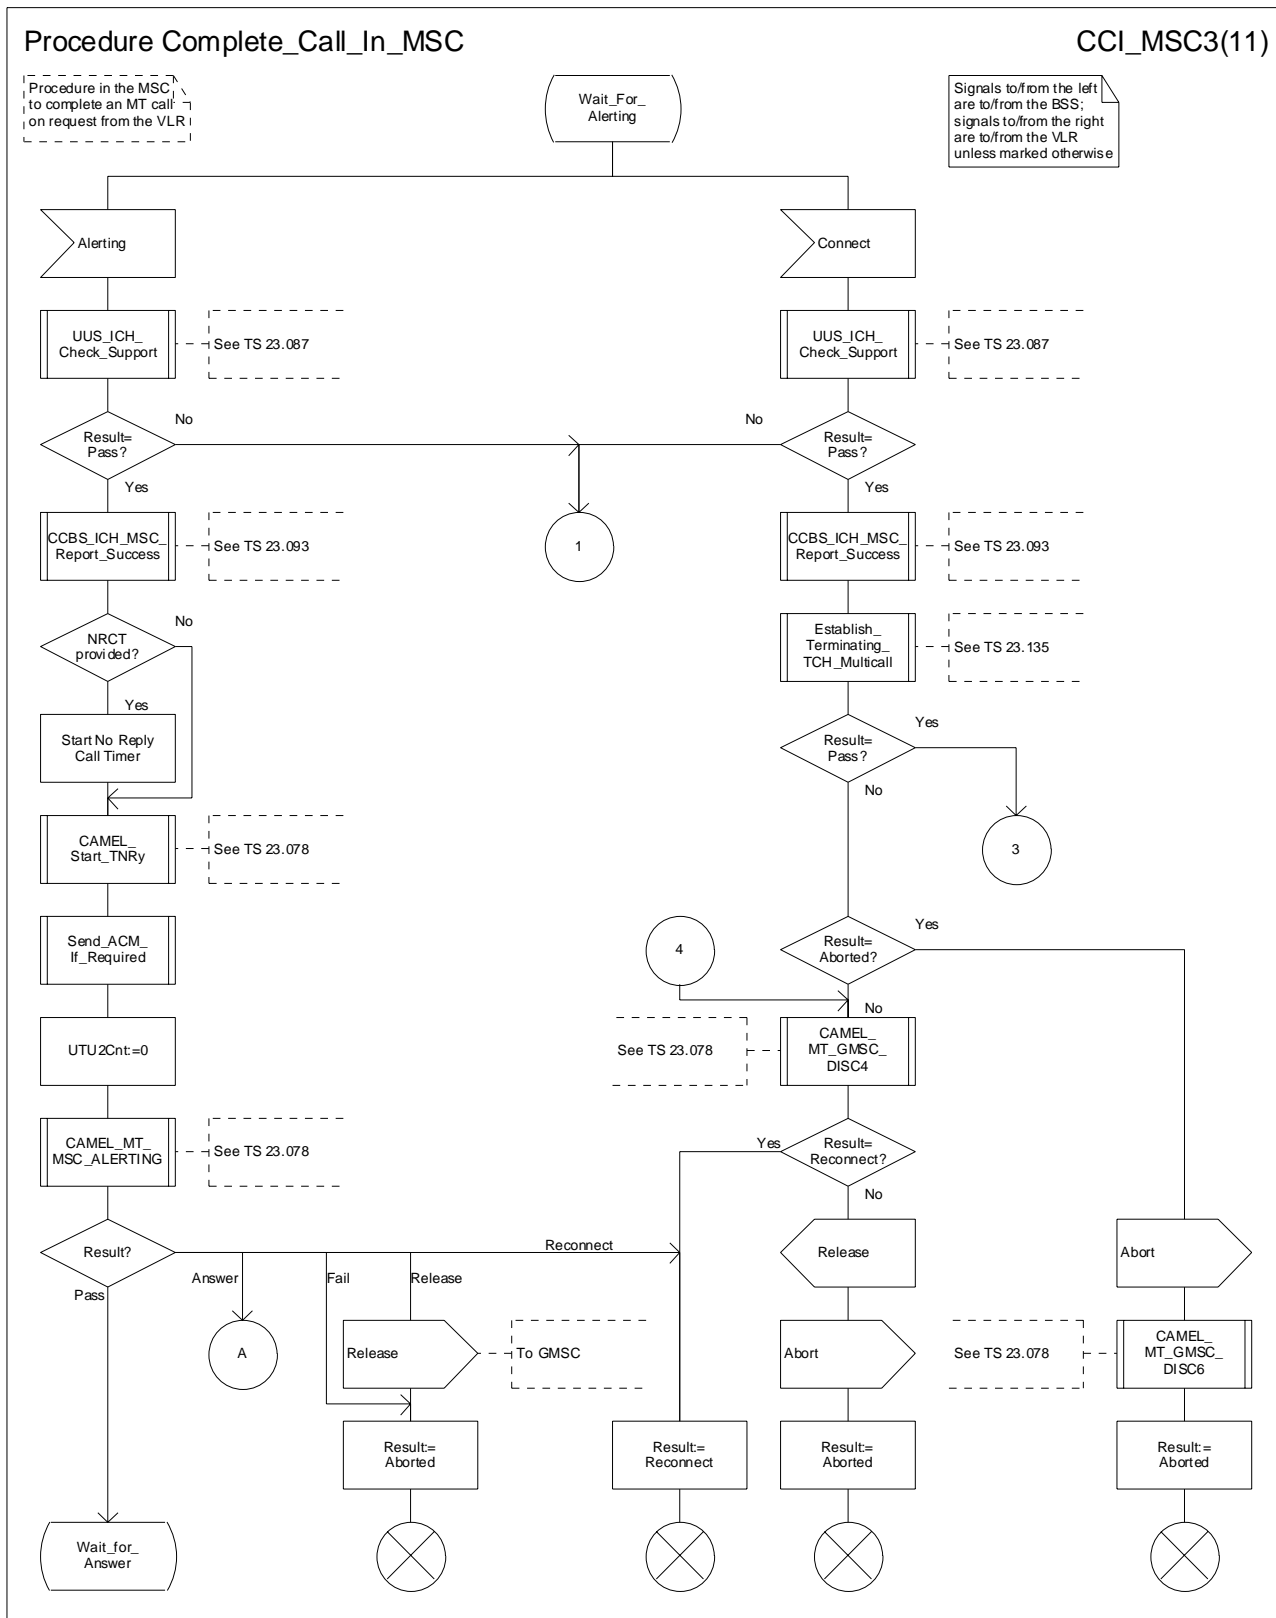 Procedure Complete_Call_In_MSC
CCI_MSC3(11)
Procedure in the MSC
to complete an MT call
on request from the VLR
Wait_For_
Alerting
Signals to/from the left
are to/from the BSS;
signals to/from the right
are to/from the VLR
unless marked otherwise
Alerting
Connect
UUS_ICH_
Check_Support
See TS 23.087
UUS_ICH_
Check_Support
See TS 23.087
No
No
Result=
Pass?
Result=
Pass?
Yes
Yes
CCBS_ICH_MSC_
Report_Success
See TS 23.093
1
CCBS_ICH_MSC_
Report_Success
See TS 23.093
No
NRCT
provided?
Establish_
Terminating_
TCH_Multicall
See TS 23.135
Yes
Yes
Start No Reply
Call Timer
Result=
Pass?
No
CAMEL_
Start_TNRy
See TS 23.078
3
Yes
Send_ACM_
If_Required
4
Result=
Aborted?
No
UTU2Cnt:=0
See TS 23.078
CAMEL_
MT_GMSC_
DISC4
CAMEL_MT_
MSC_ALERTING
See TS 23.078
Yes
Result=
Reconnect?
No
Result?
Reconnect
Release
Abort
Answer
Fail
Release
Pass
A
Release
To GMSC
Abort
See TS 23.078
CAMEL_
MT_GMSC_
DISC6
Result:=
Aborted
Result:=
Reconnect
Result:=
Aborted
Result:=
Aborted
Wait_for_
Answer